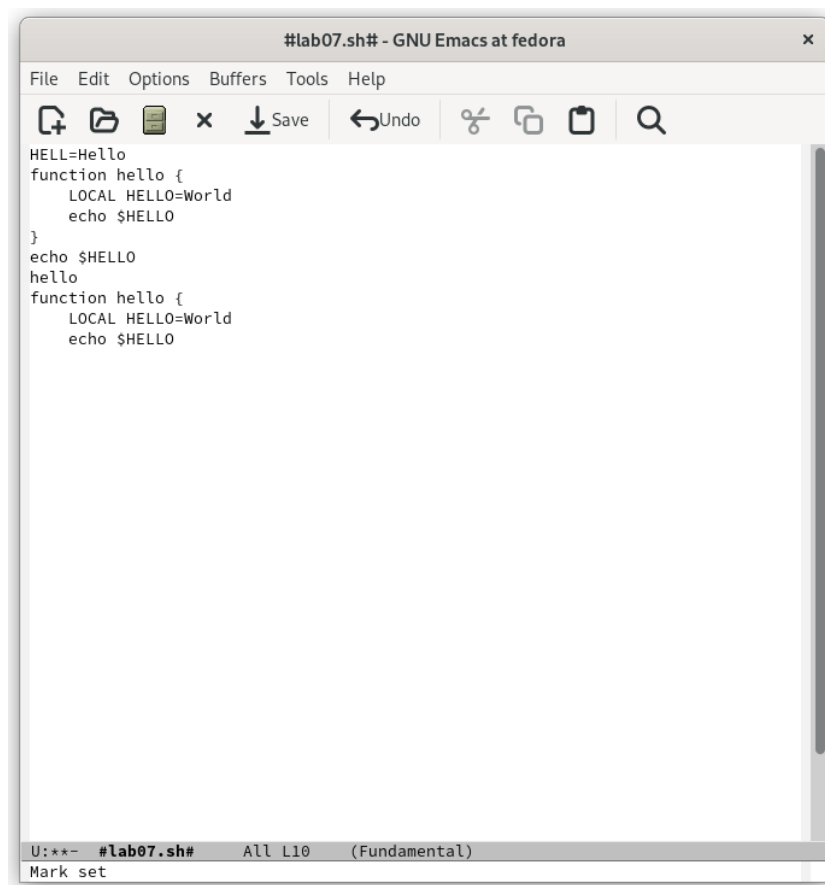 #lab07.sh# - GNU Emacs at fedora ×
File Edit Options Buffers Tools Help
Save Undo
HELL=Hello
function hello {
    LOCAL HELLO=World
    echo $HELLO
}
echo $HELLO
hello
function hello {
    LOCAL HELLO=World
    echo $HELLO
U:**-  #lab07.sh#     All L10    (Fundamental)
Mark set